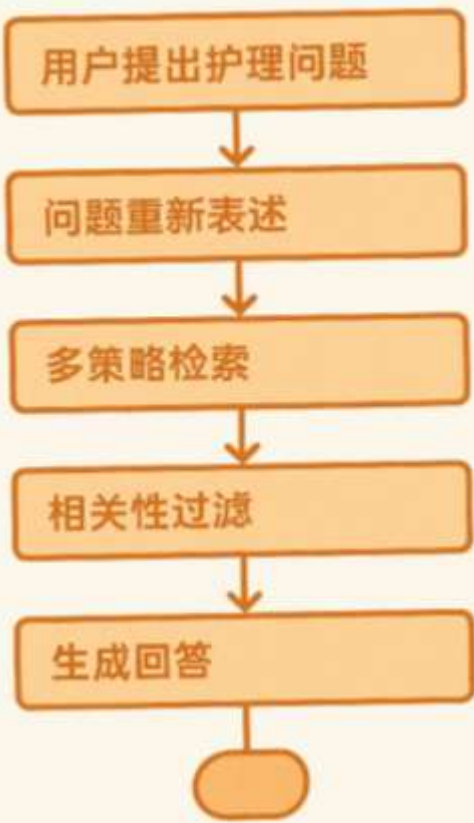 用户提出护理问题
问题重新表述
多策略检索
相关性过滤
生成回答